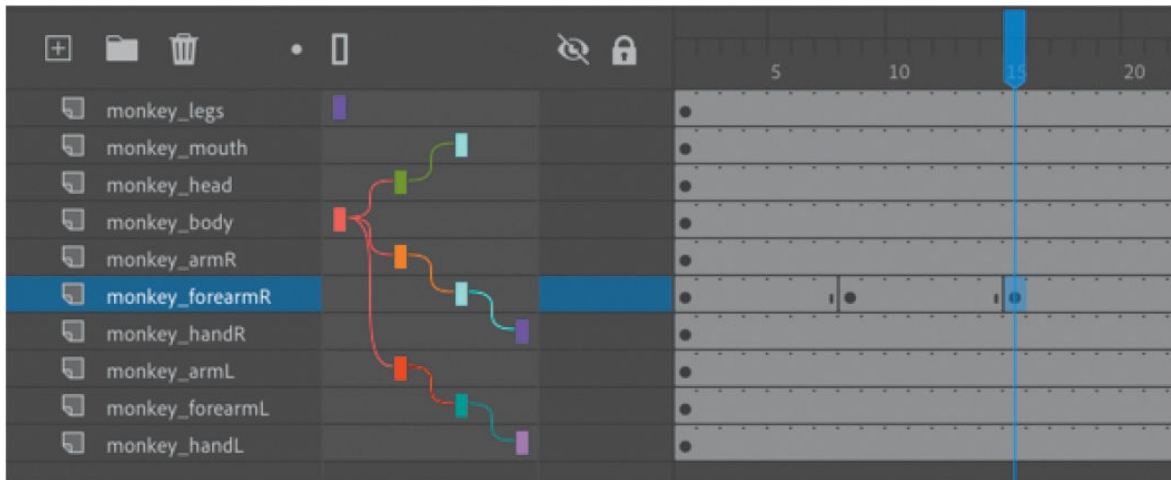 5 10 15 20
monkey_legs
monkey_mouth
monkey_head
monkey_body
monkey_armR
monkey_forearmR
monkey_handR
monkey_armL
monkey_forearmL
monkey_handL